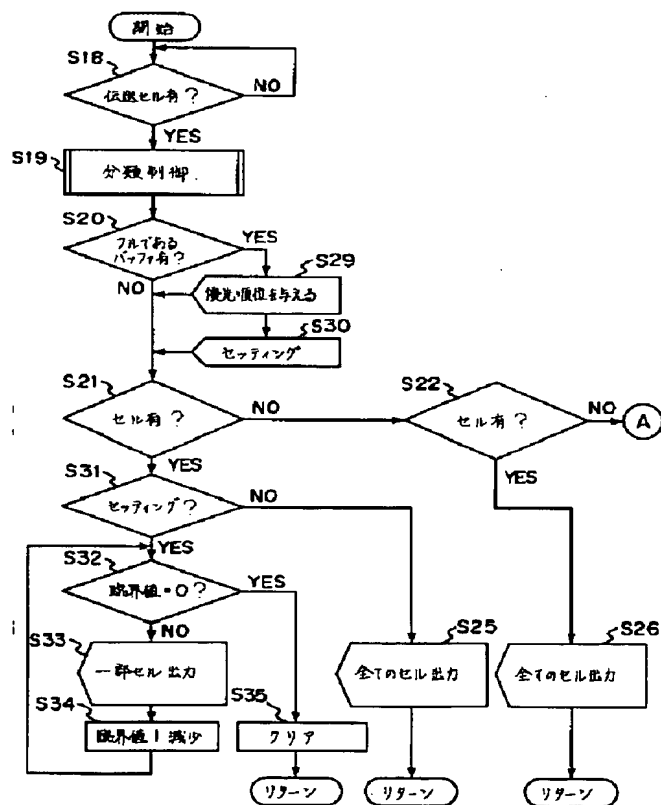 開始
S18
伝送セル有?
NO
YES
S19
分類制御
S20
フルである
バッファ有?
YES
NO
S29
優先順位を与える
S30
セッティング
S21
セル有?
NO
YES
S22
セル有?
NO
A
YES
S31
セッティング?
NO
YES
S32
臨界値=0?
YES
NO
S33
一部セル出力
S34
臨界値1減少
S35
クリア
リターン
S25
全てのセル出力
リターン
S26
全てのセル出力
リターン